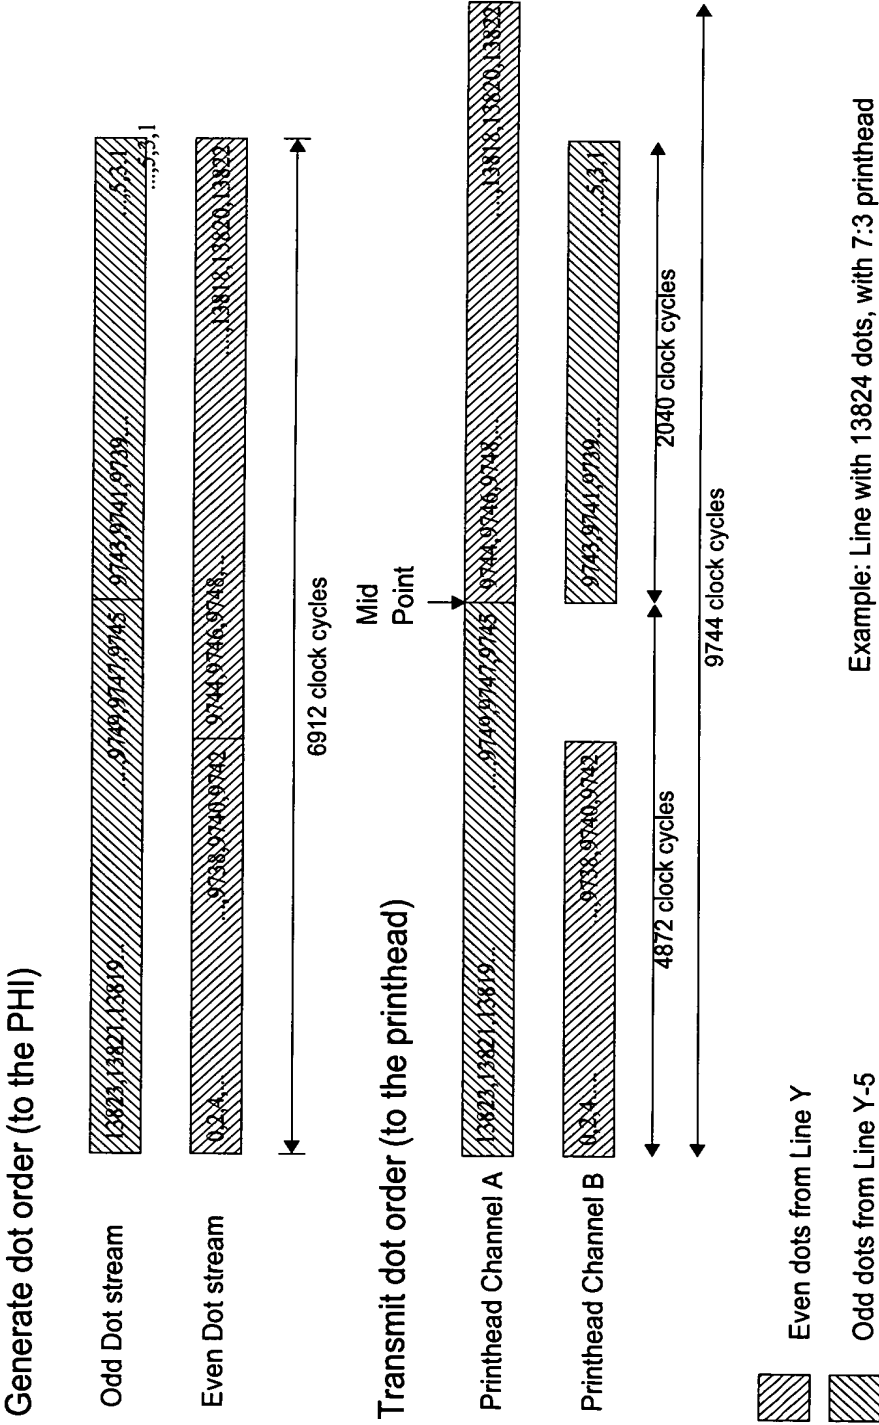 Generate dot order (to the PHI)
Odd Dot stream
13823,13821,13819... ...,9749,9747,9745 9743,9741,9739... ...,5,3,1
...,5,3,1
Even Dot stream
0,2,4,... ...,9738,9740,9742 9744,9746,9748,... ...,13818,13820,13822
6912 clock cycles
Transmit dot order (to the printhead)
Mid
Point
Printhead Channel A
13823,13821,13819... ...,9749,9747,9745 9744,9746,9748,... ...,13818,13820,13822
Printhead Channel B
0,2,4.... ...,9738,9740,9742 9743,9741,9739... ...5,3,1
4872 clock cycles
2040 clock cycles
9744 clock cycles
Even dots from Line Y
Odd dots from Line Y-5
Example: Line with 13824 dots, with 7:3 printhead